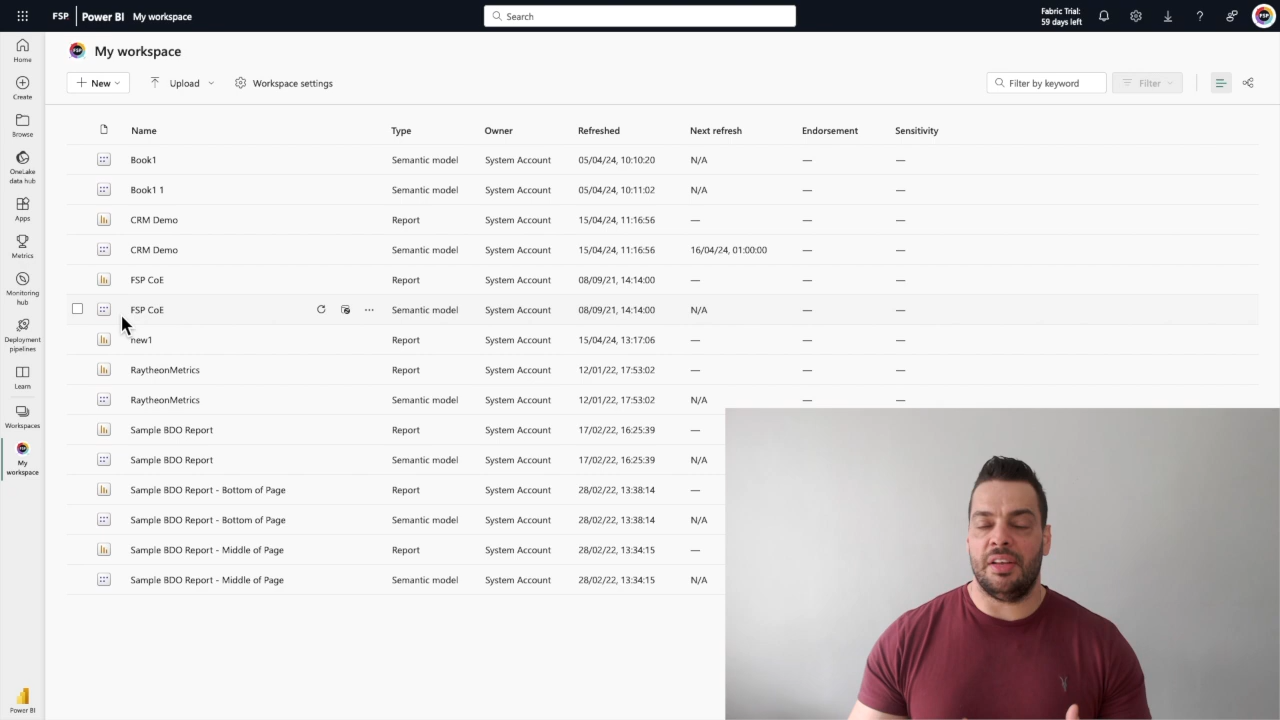 FSP Power BI My workspace Search Fabric Trial:
59 days left FSP
Home
Create
Browse
OneLake
data hub
Apps
Metrics
Monitoring
hub
Deployment
pipelines
Learn
Workspaces
FSP
My
workspace
Power BI
FSP My workspace
New Upload Workspace settings Filter by keyword Filter
Name Type Owner Refreshed Next refresh Endorsement Sensitivity
Book1 Semantic model System Account 05/04/24, 10:10:20 N/A — —
Book1 1 Semantic model System Account 05/04/24, 10:11:02 N/A — —
CRM Demo Report System Account 15/04/24, 11:16:56 — — —
CRM Demo Semantic model System Account 15/04/24, 11:16:56 16/04/24, 01:00:00 — —
FSP CoE Report System Account 08/09/21, 14:14:00 — — —
FSP CoE Semantic model System Account 08/09/21, 14:14:00 N/A — —
new1 Report System Account 15/04/24, 13:17:06 — — —
RaytheonMetrics Report System Account 12/01/22, 17:53:02 — — —
RaytheonMetrics Semantic model System Account 12/01/22, 17:53:02 N/A — —
Sample BDO Report Report System Account 17/02/22, 16:25:39 —
Sample BDO Report Semantic model System Account 17/02/22, 16:25:39 N/A
Sample BDO Report - Bottom of Page Report System Account 28/02/22, 13:38:14 —
Sample BDO Report - Bottom of Page Semantic model System Account 28/02/22, 13:38:14 N/A
Sample BDO Report - Middle of Page Report System Account 28/02/22, 13:34:15 —
Sample BDO Report - Middle of Page Semantic model System Account 28/02/22, 13:34:15 N/A